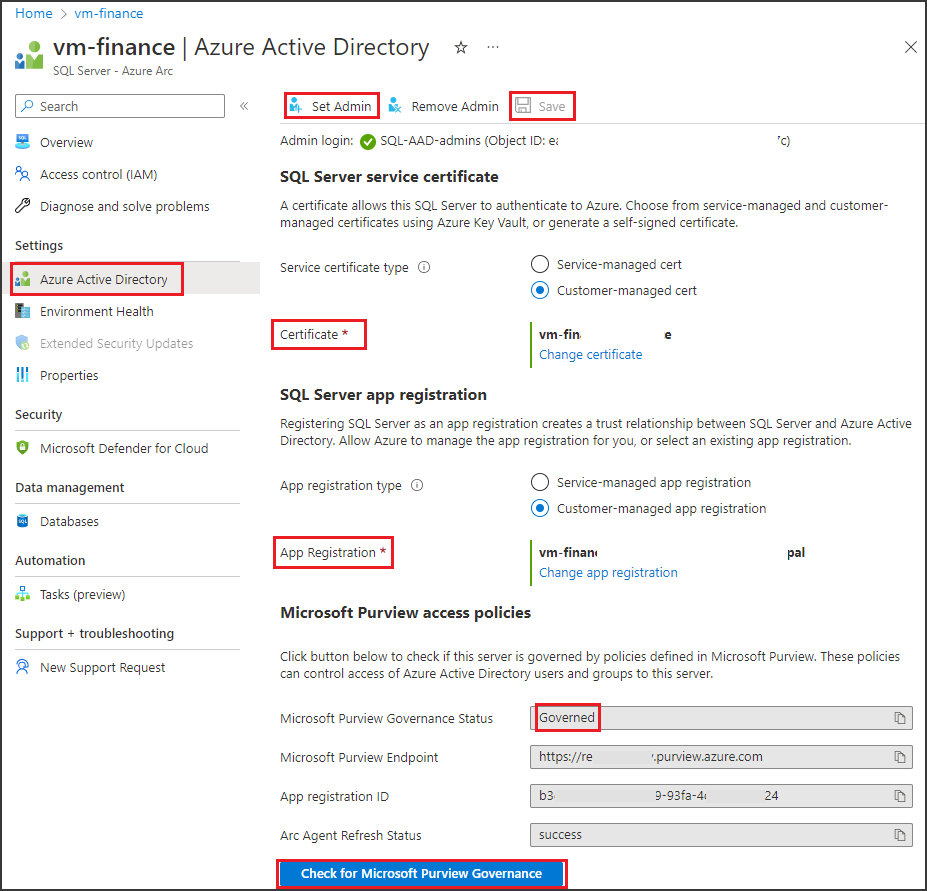 Home > vm-finance
vm-finance | Azure Active Directory
SQL Server - Azure Arc
Search
Overview
Access control (IAM)
Diagnose and solve problems
Settings
Azure Active Directory
Environment Health
Extended Security Updates
Properties
Security
Microsoft Defender for Cloud
Data management
Databases
Automation
Tasks (preview)
Support + troubleshooting
New Support Request
Set Admin
Remove Admin
Save
Admin login: SQL-AAD-admins (Object ID: ea 'c)
SQL Server service certificate
A certificate allows this SQL Server to authenticate to Azure. Choose from service-managed and customer-
managed certificates using Azure Key Vault, or generate a self-signed certificate.
Service certificate type
Service-managed cert
Customer-managed cert
Certificate *
vm-fin e
Change certificate
SQL Server app registration
Registering SQL Server as an app registration creates a trust relationship between SQL Server and Azure Active
Directory. Allow Azure to manage the app registration for you, or select an existing app registration.
App registration type
Service-managed app registration
Customer-managed app registration
App Registration *
vm-financ pal
Change app registration
Microsoft Purview access policies
Click button below to check if this server is governed by policies defined in Microsoft Purview. These policies
can control access of Azure Active Directory users and groups to this server.
Microsoft Purview Governance Status
Governed
Microsoft Purview Endpoint
https://re .purview.azure.com
App registration ID
b3 9-93fa-4 24
Arc Agent Refresh Status
success
Check for Microsoft Purview Governance